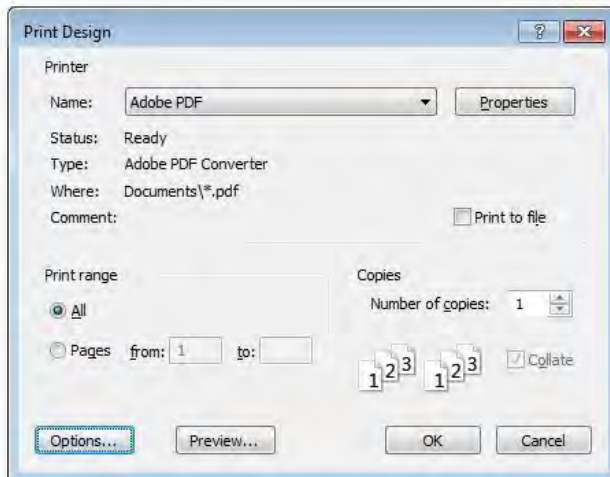 Print Design
Printer
Name: Adobe PDF Properties
Status: Ready
Type: Adobe PDF Converter
Where: Documents\*.pdf
Comment: Print to file
Print range Copies
All Number of copies: 1
Pages from: 1 to: 1 2 3 1 2 3 Collate
Options... Preview... OK Cancel